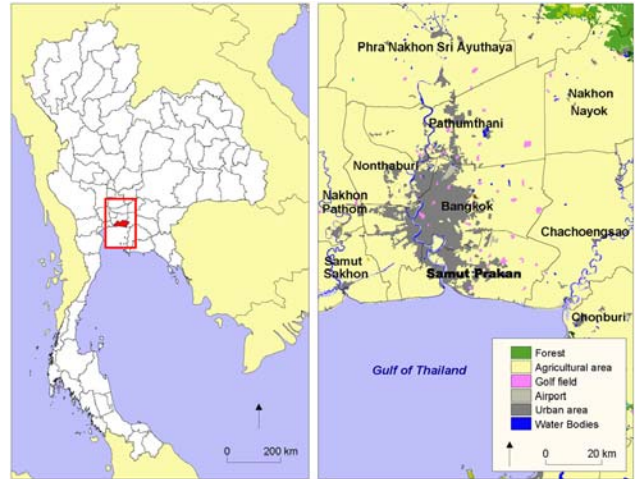 0 200 km
Phra Nakhon Sri Ayuthaya
Nakhon
Nayok
Pathumthani
Nonthaburi
Nakhon
Pathom
Bangkok
Chachoengsao
Samut
Sakhon
Samut Prakan
Chonburi
Gulf of Thailand
Forest
Agricultural area
Golf field
Airport
Urban area
Water Bodies
0 20 km